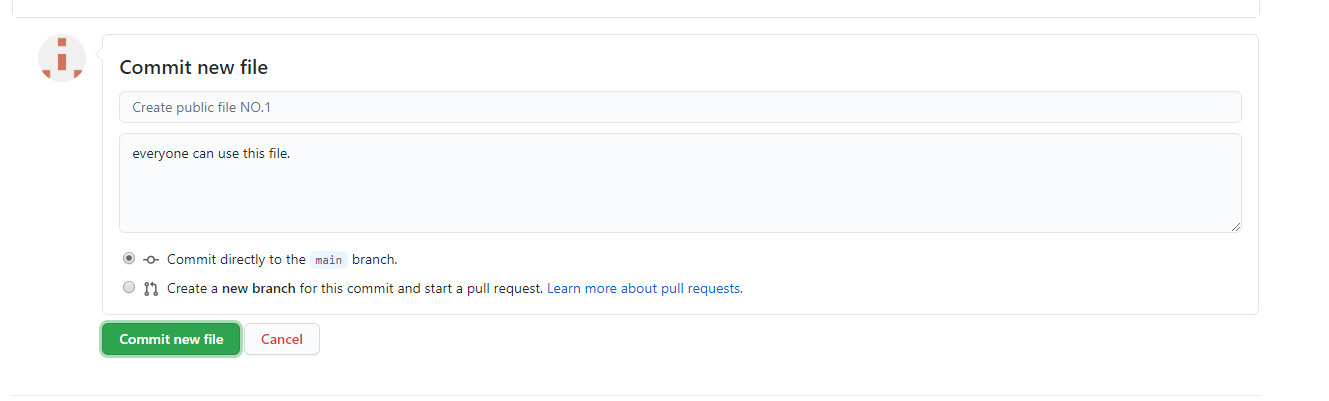 Commit new file
Create public file NO.1
everyone can use this file.
Commit directly to the main branch.
Create a new branch for this commit and start a pull request. Learn more about pull requests.
Commit new file Cancel